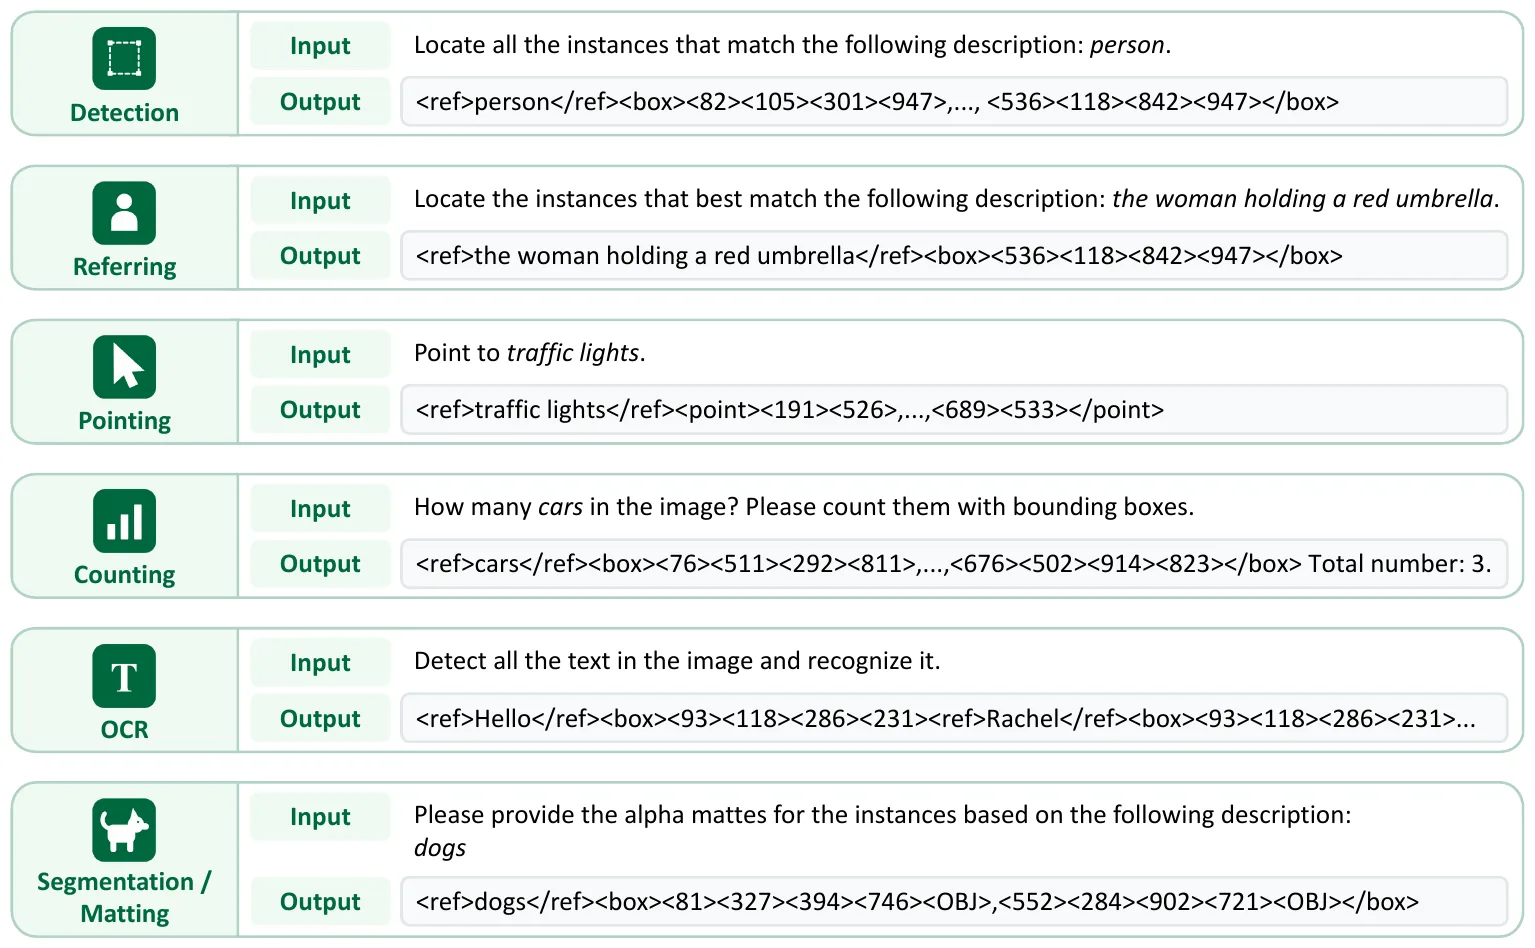 Detection
Input
Locate all the instances that match the following description: person.
Output
<ref>person</ref><box><82><105><301><947>,..., <536><118><842><947></box>
Referring
Input
Locate the instances that best match the following description: the woman holding a red umbrella.
Output
<ref>the woman holding a red umbrella</ref><box><536><118><842><947></box>
Pointing
Input
Point to traffic lights.
Output
<ref>traffic lights</ref><point><191><526>,...,<689><533></point>
Counting
Input
How many cars in the image? Please count them with bounding boxes.
Output
<ref>cars</ref><box><76><511><292><811>,...,<676><502><914><823></box> Total number: 3.
T
OCR
Input
Detect all the text in the image and recognize it.
Output
<ref>Hello</ref><box><93><118><286><231><ref>Rachel</ref><box><93><118><286><231>...
Segmentation /
Matting
Input
Please provide the alpha mattes for the instances based on the following description:
dogs
Output
<ref>dogs</ref><box><81><327><394><746><OBJ>,<552><284><902><721><OBJ></box>